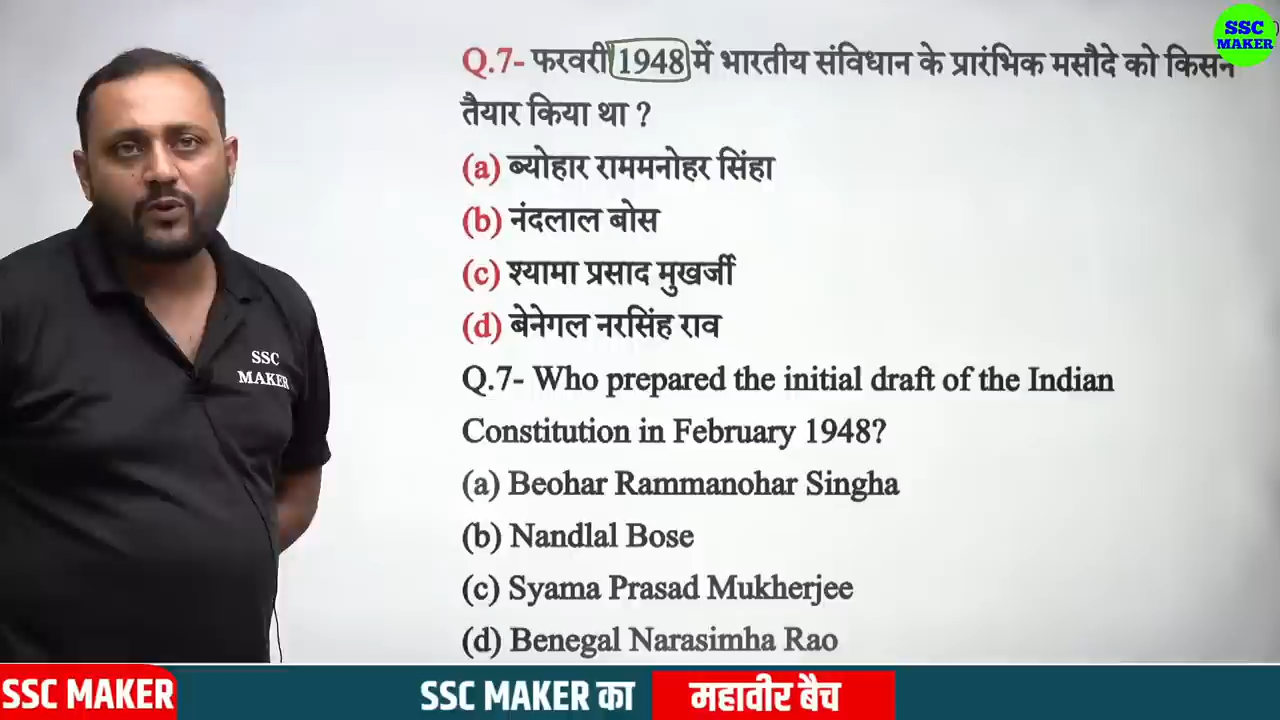 SSC
MAKER
Q.7- फरवरी 1948 में भारतीय संविधान के प्रारंभिक मसौदे को किसने
तैयार किया था ?
(a) ब्योहार राममनोहर सिंहा
(b) नंदलाल बोस
(c) श्यामा प्रसाद मुखर्जी
(d) बेनेगल नरसिंह राव
Q.7- Who prepared the initial draft of the Indian
Constitution in February 1948?
(a) Beohar Rammanohar Singha
(b) Nandlal Bose
(c) Syama Prasad Mukherjee
(d) Benegal Narasimha Rao
SSC
MAKER
SSC MAKER
SSC MAKER का महावीर बैच